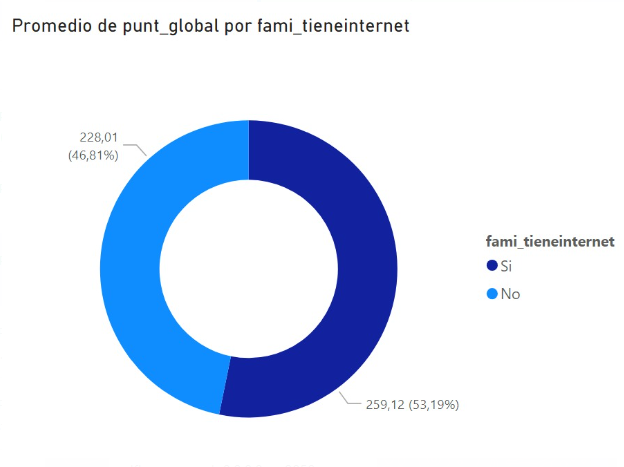 Promedio de punt_global por fami_tieneinternet
228,01
(46,81%)
fami_tieneinternet
Si
No
259,12 (53,19%)